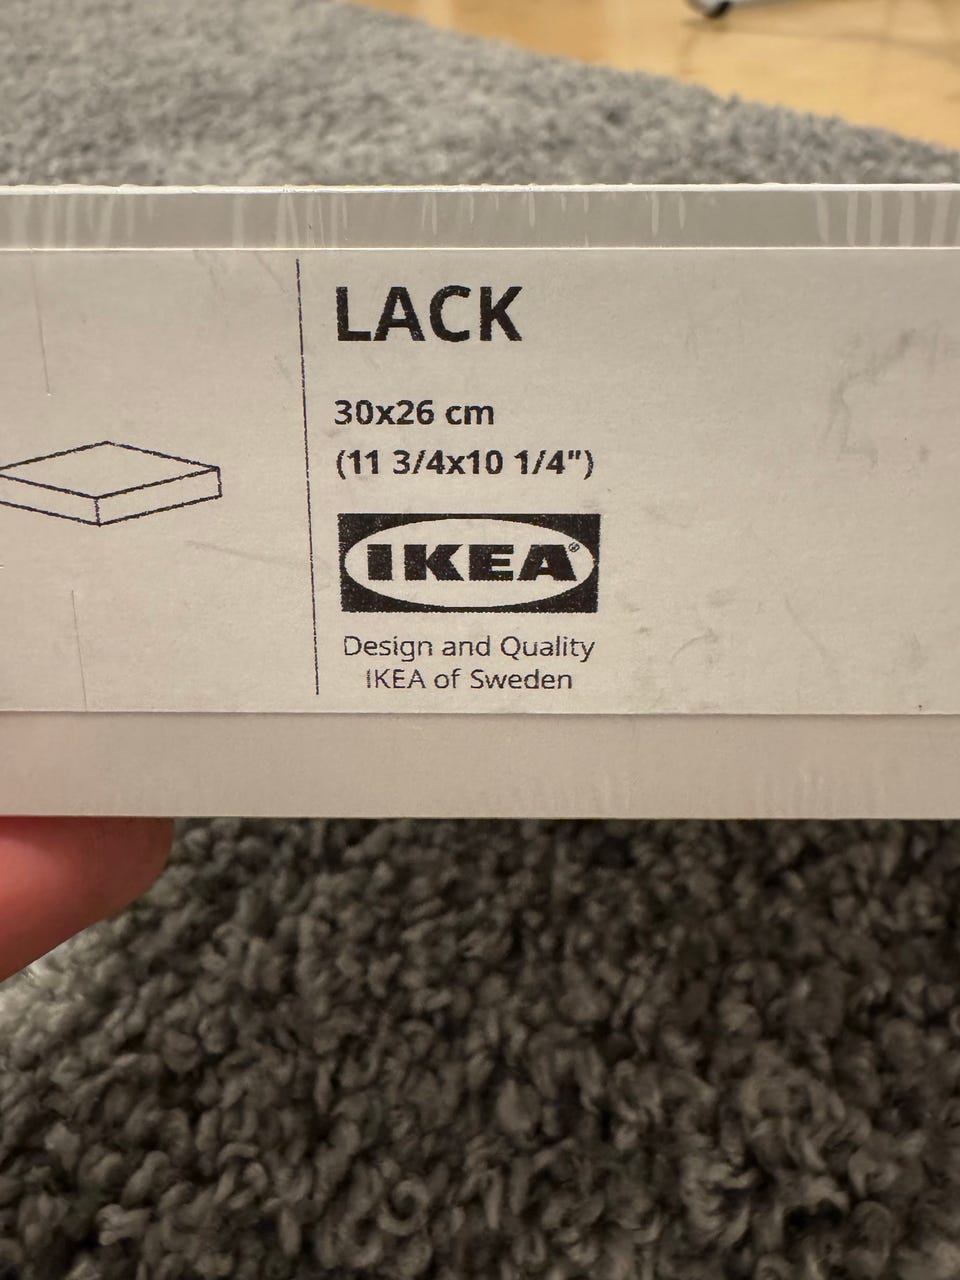 LACK
30x26 cm
(11 3/4x10 1/4")
IKEA®
Design and Quality
IKEA of Sweden